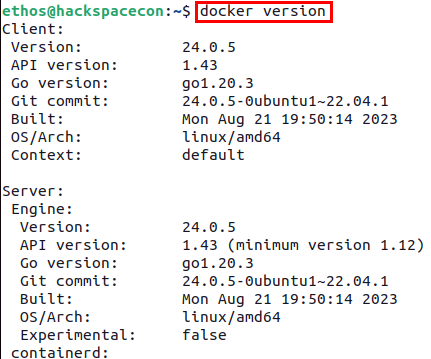 ethos@hackspacecon:~$ docker version
Client:
 Version:           24.0.5
 API version:       1.43
 Go version:        go1.20.3
 Git commit:        24.0.5-0ubuntu1~22.04.1
 Built:             Mon Aug 21 19:50:14 2023
 OS/Arch:           linux/amd64
 Context:           default
Server:
 Engine:
  Version:          24.0.5
  API version:      1.43 (minimum version 1.12)
  Go version:       go1.20.3
  Git commit:       24.0.5-0ubuntu1~22.04.1
  Built:            Mon Aug 21 19:50:14 2023
  OS/Arch:          linux/amd64
  Experimental:     false
 containerd: